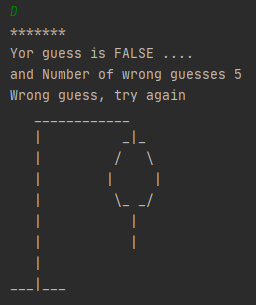 D
*******
Yor guess is FALSE ....
and Number of wrong guesses 5
Wrong guess, try again